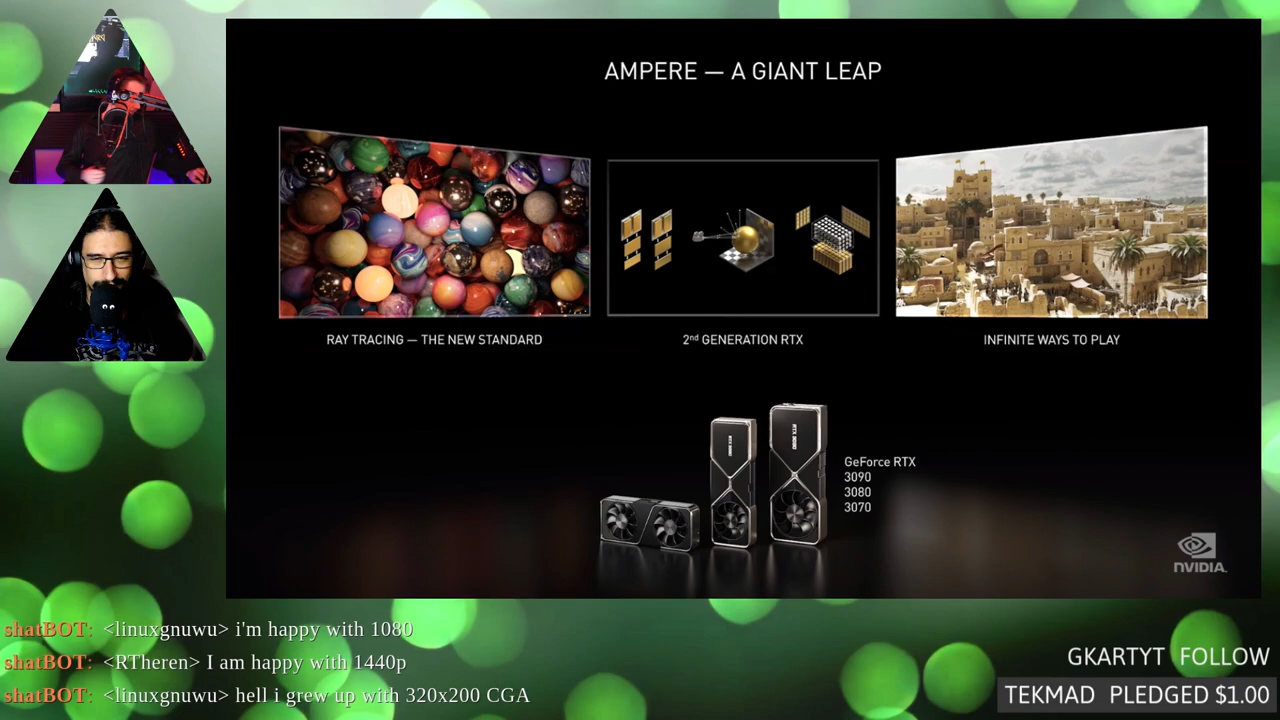 AMPERE — A GIANT LEAP
RAY TRACING — THE NEW STANDARD
2nd GENERATION RTX
INFINITE WAYS TO PLAY
GeForce RTX
3090
3080
3070
NVIDIA.
shatBOT: <linuxgnuwu> i'm happy with 1080
shatBOT: <RTheren> I am happy with 1440p
shatBOT: <linuxgnuwu> hell i grew up with 320x200 CGA
GKARTYT FOLLOW
TEKMAD PLEDGED $1.00